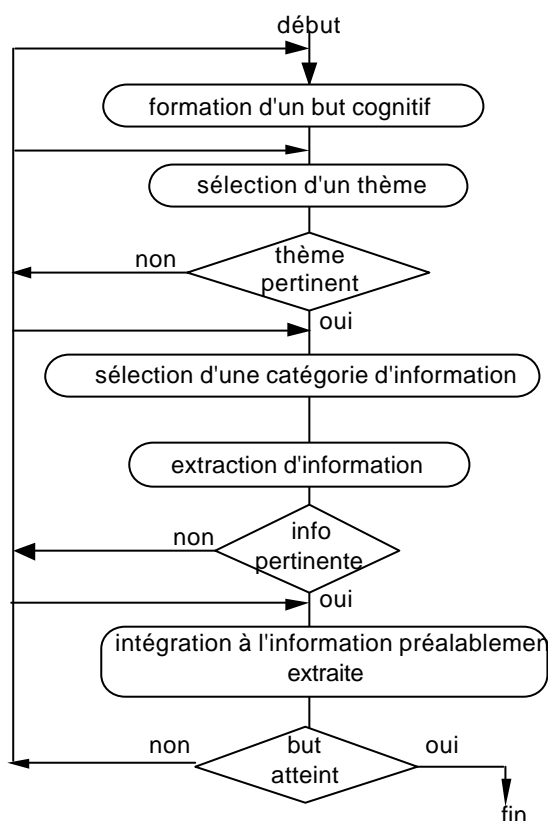 début
formation d'un but cognitif
sélection d'un thème
non
thème
pertinent
oui
sélection d'une catégorie d'information
extraction d'information
non
info
pertinente
oui
intégration à l'information préalablemen
extraite
non
but
atteint
oui
fin